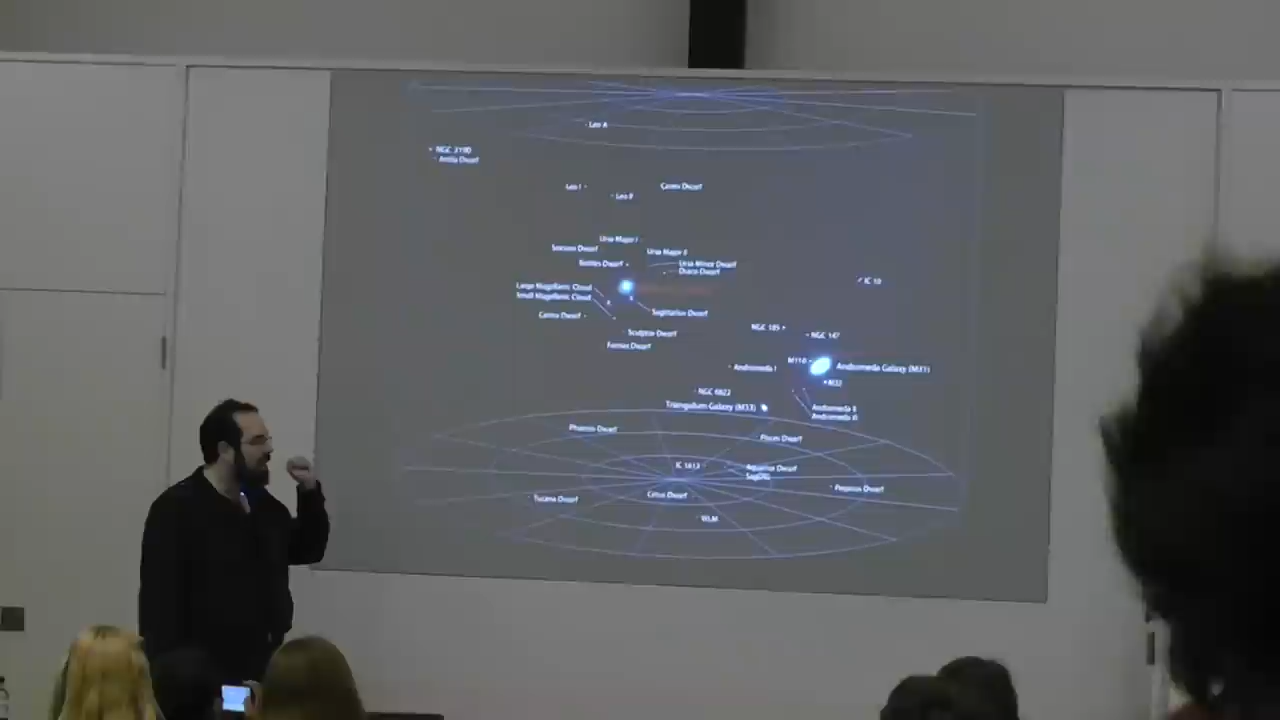 Leo A
NGC 3190
Antlia Dwarf
Leo I
Leo II
Canes Dwarf
Ursa Major I
Sextans Dwarf
Ursa Major II
Bootes Dwarf
Ursa Minor Dwarf
Draco Dwarf
IC 10
Large Magellanic Cloud
Small Magellanic Cloud
Carina Dwarf
Sagittarius Dwarf
Sculptor Dwarf
Fornax Dwarf
NGC 185
NGC 147
M110
Andromeda I
Andromeda Galaxy (M31)
M32
NGC 6822
Triangulum Galaxy (M33)
Andromeda II
Andromeda III
Phoenix Dwarf
Pisces Dwarf
IC 1613
Aquarius Dwarf
SagDIG
Tucana Dwarf
Cetus Dwarf
Pegasus Dwarf
WLM